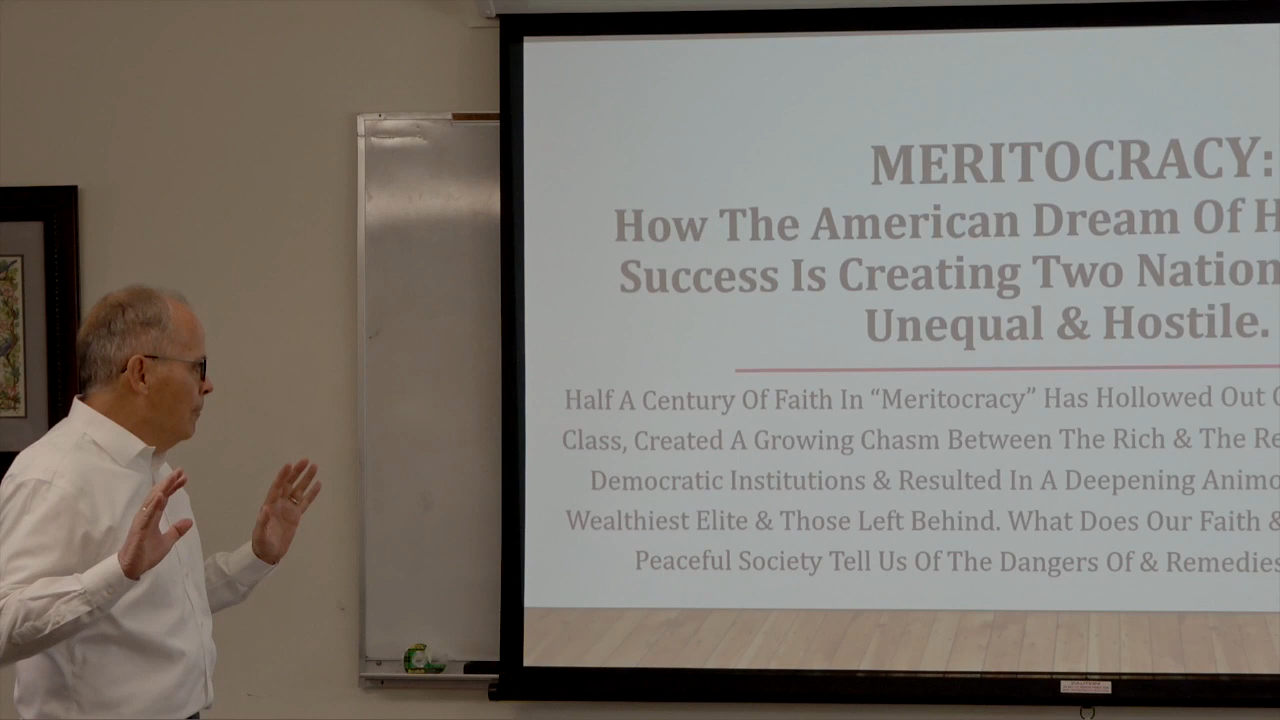 MERITOCRACY:
How The American Dream Of H
Success Is Creating Two Nation
Unequal & Hostile.
Half A Century Of Faith In “Meritocracy” Has Hollowed Out
Class, Created A Growing Chasm Between The Rich & The Re
Democratic Institutions & Resulted In A Deepening Animo
Wealthiest Elite & Those Left Behind. What Does Our Faith &
Peaceful Society Tell Us Of The Dangers Of & Remedies
CAUTION